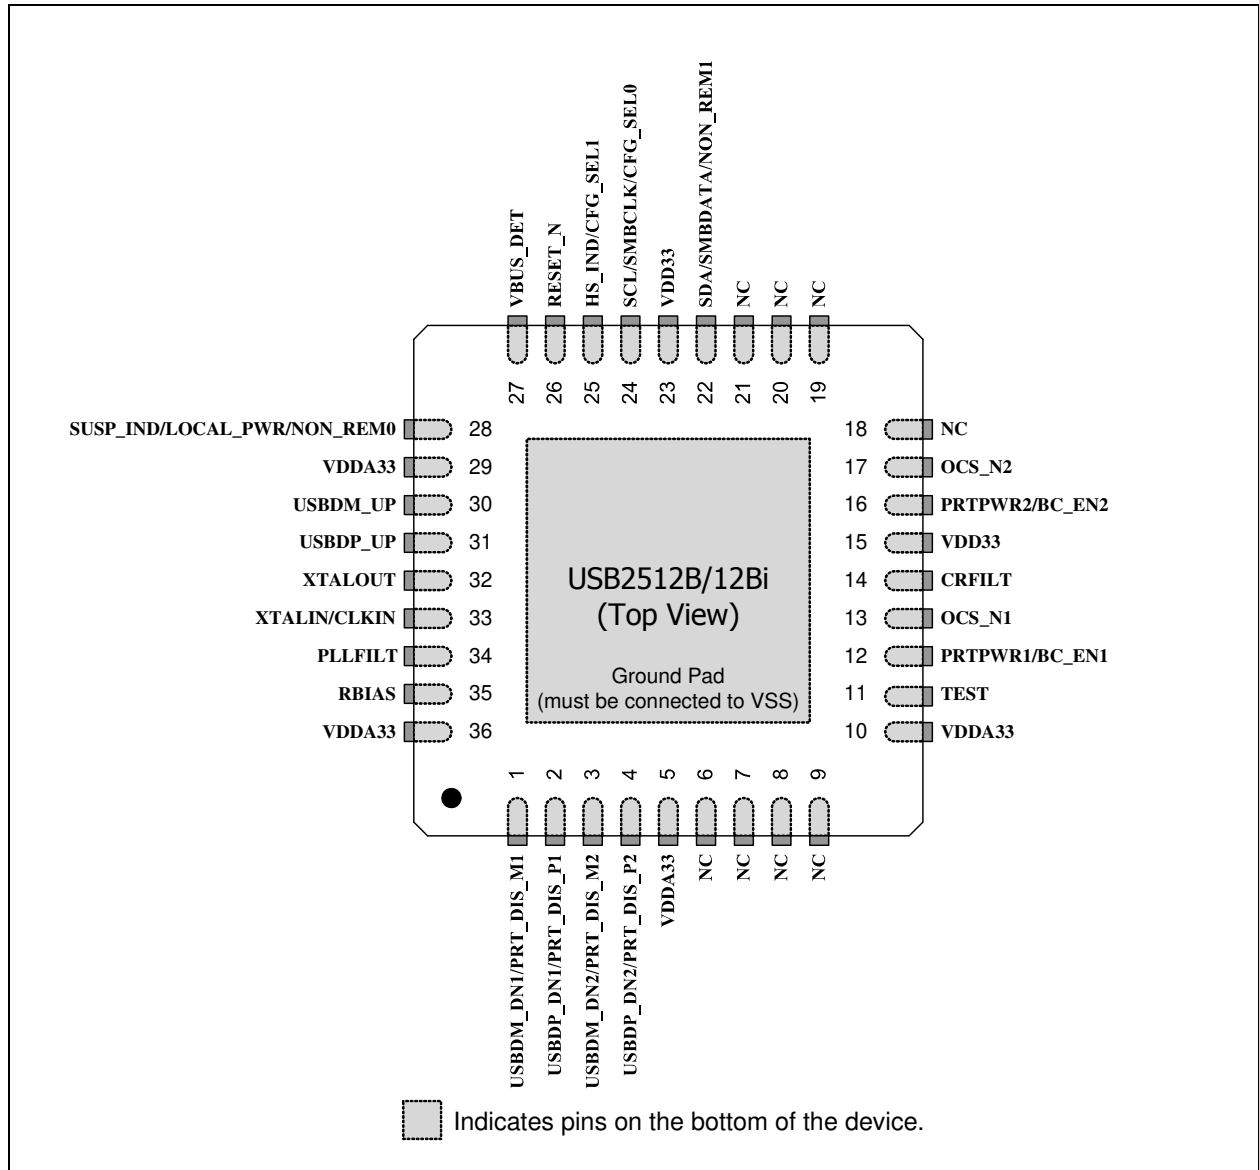 VBUS_DET
RESET_N
HS_IND/CFG_SEL1
SCL/SMBCLK/CFG_SEL0
VDD33
SDA/SMBDATA/NON_REM1
NC
NC
NC
27
26
25
24
23
22
21
20
19
SUSP_IND/LOCAL_PWR/NON_REM0 28
VDDA33 29
USBDM_UP 30
USBDP_UP 31
XTALOUT 32
XTALIN/CLKIN 33
PLLFILT 34
RBIAS 35
VDDA33 36
USB2512B/12Bi
(Top View)
Ground Pad
(must be connected to VSS)
18 NC
17 OCS_N2
16 PRTPWR2/BC_EN2
15 VDD33
14 CRFILT
13 OCS_N1
12 PRTPWR1/BC_EN1
11 TEST
10 VDDA33
1
2
3
4
5
6
7
8
9
USBDM_DN1/PRT_DIS_M1
USBDP_DN1/PRT_DIS_P1
USBDM_DN2/PRT_DIS_M2
USBDP_DN2/PRT_DIS_P2
VDDA33
NC
NC
NC
NC
Indicates pins on the bottom of the device.